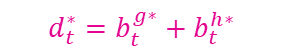 d_t^* = b_t^{g*} + b_t^{h*}